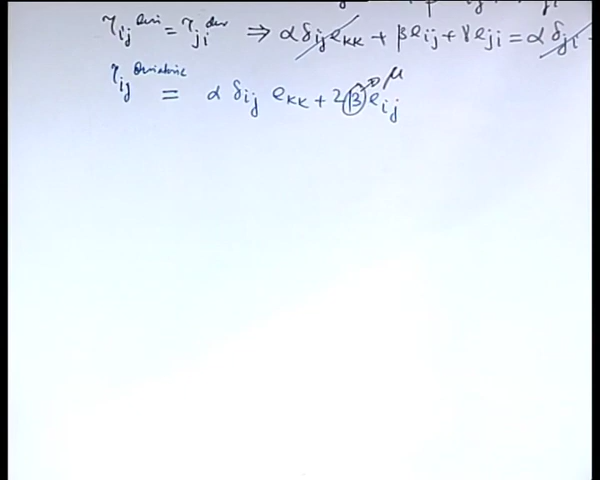 τij^dev = τji^dev ⇒ α δij ekk + β eij + γ eji = α δji
τij^Deviatoric = α δij ekk + 2 β eij μ